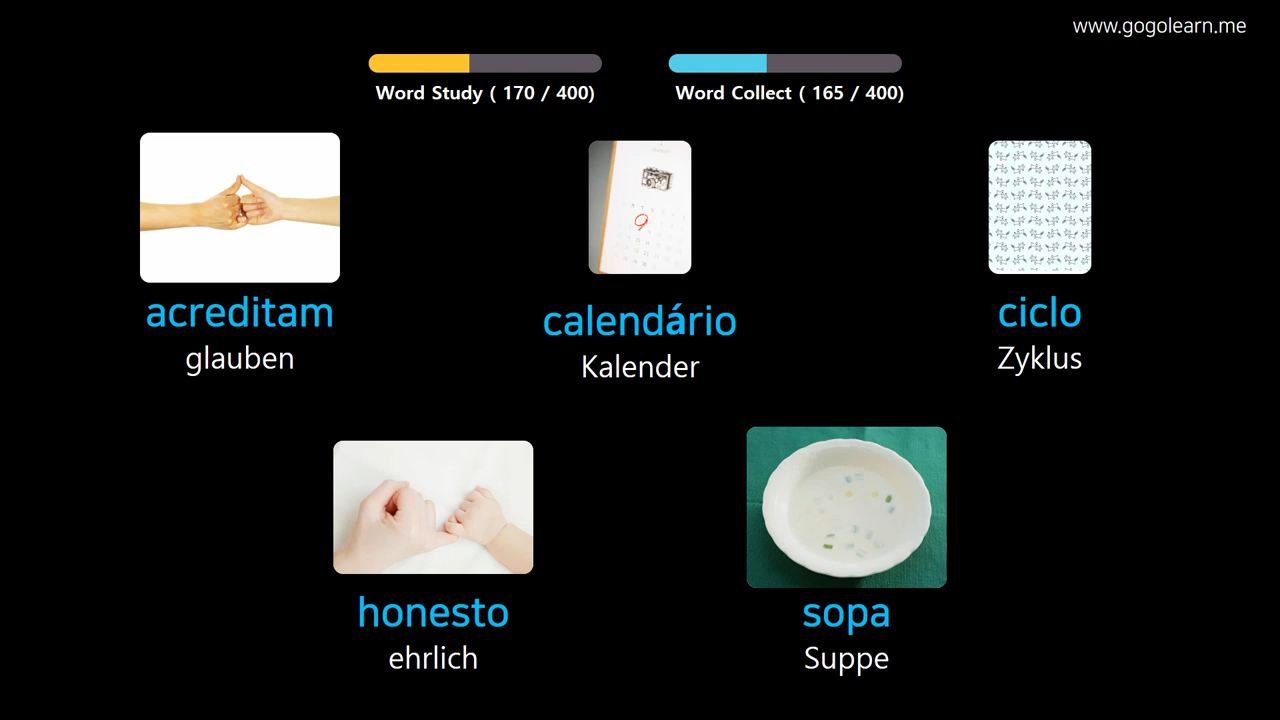 www.gogolearn.me
Word Study ( 170 / 400)
Word Collect ( 165 / 400)
acreditam
glauben
calendário
Kalender
ciclo
Zyklus
honesto
ehrlich
sopa
Suppe